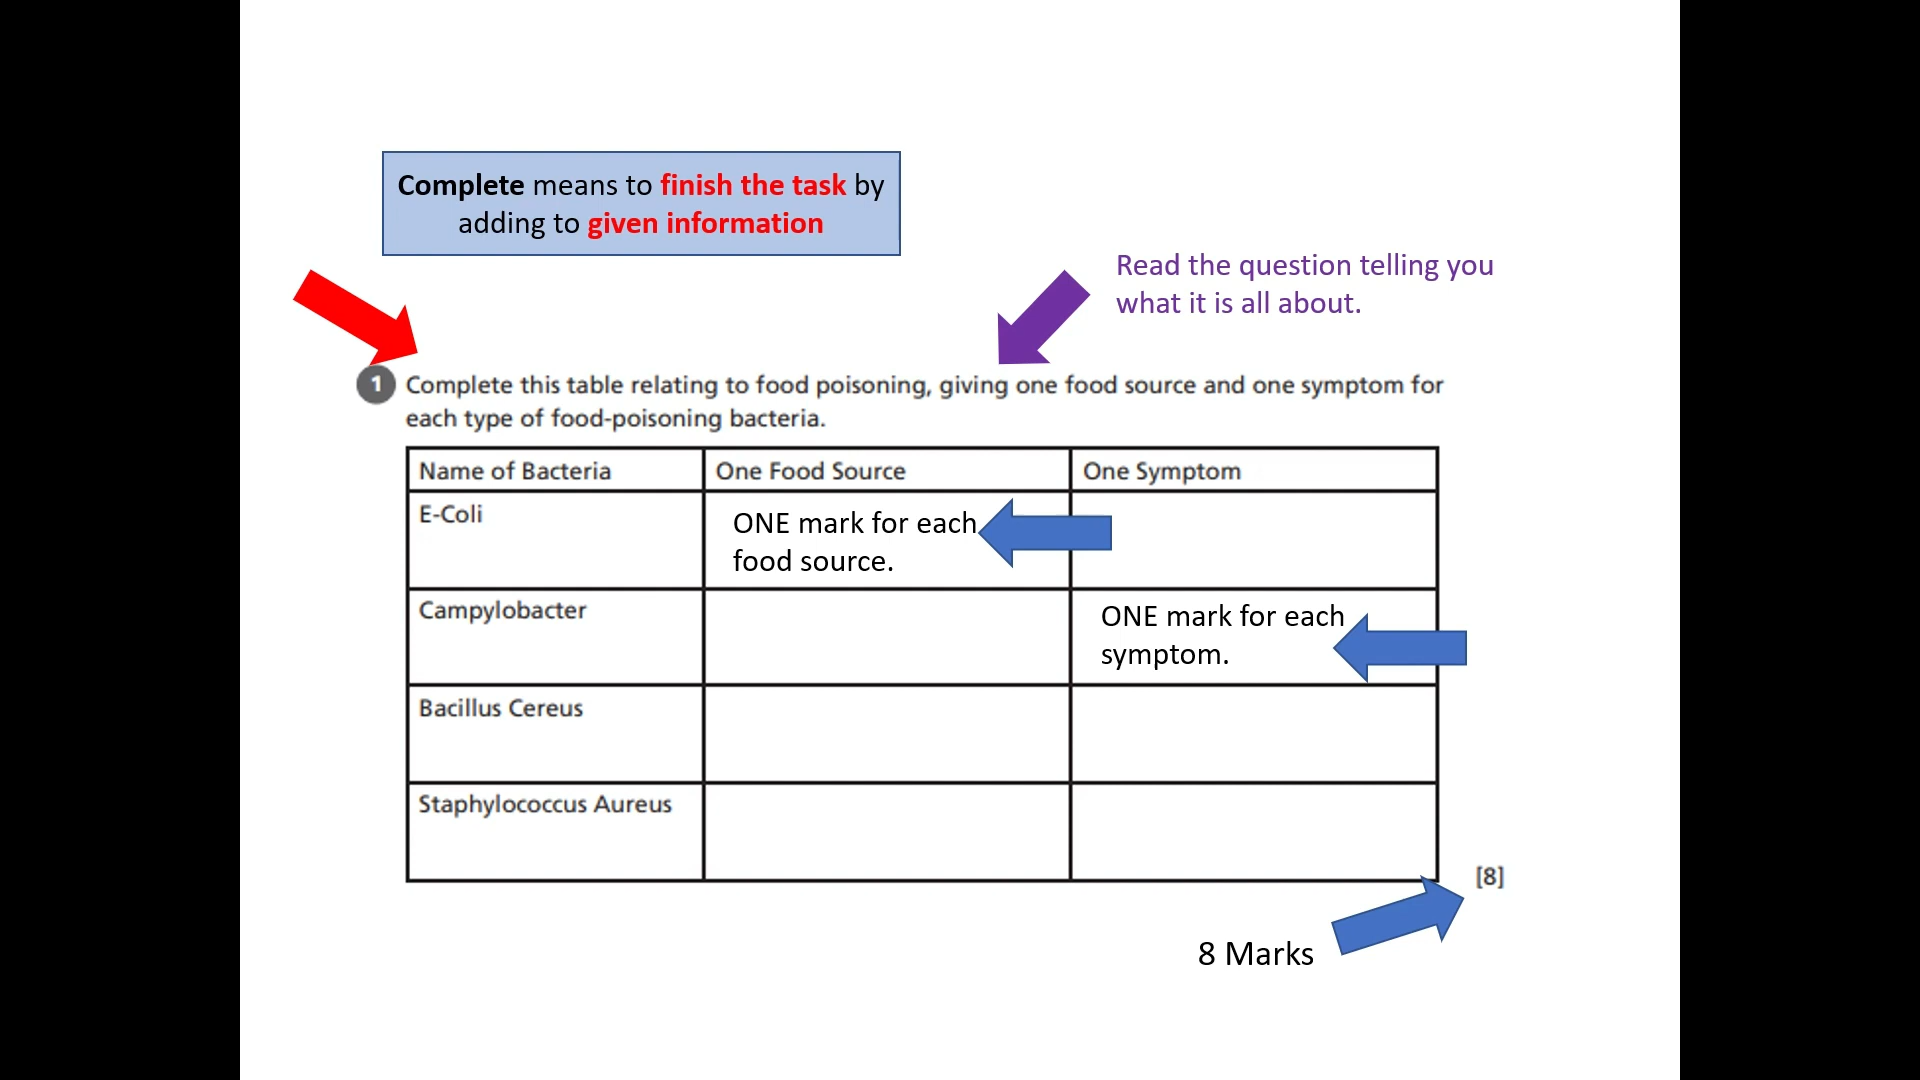 Complete means to finish the task by
adding to given information
Read the question telling you
what it is all about.
1 Complete this table relating to food poisoning, giving one food source and one symptom for
each type of food-poisoning bacteria.
Name of Bacteria One Food Source One Symptom
E-Coli
ONE mark for each
food source.
Campylobacter
ONE mark for each
symptom.
Bacillus Cereus
Staphylococcus Aureus
[8]
8 Marks